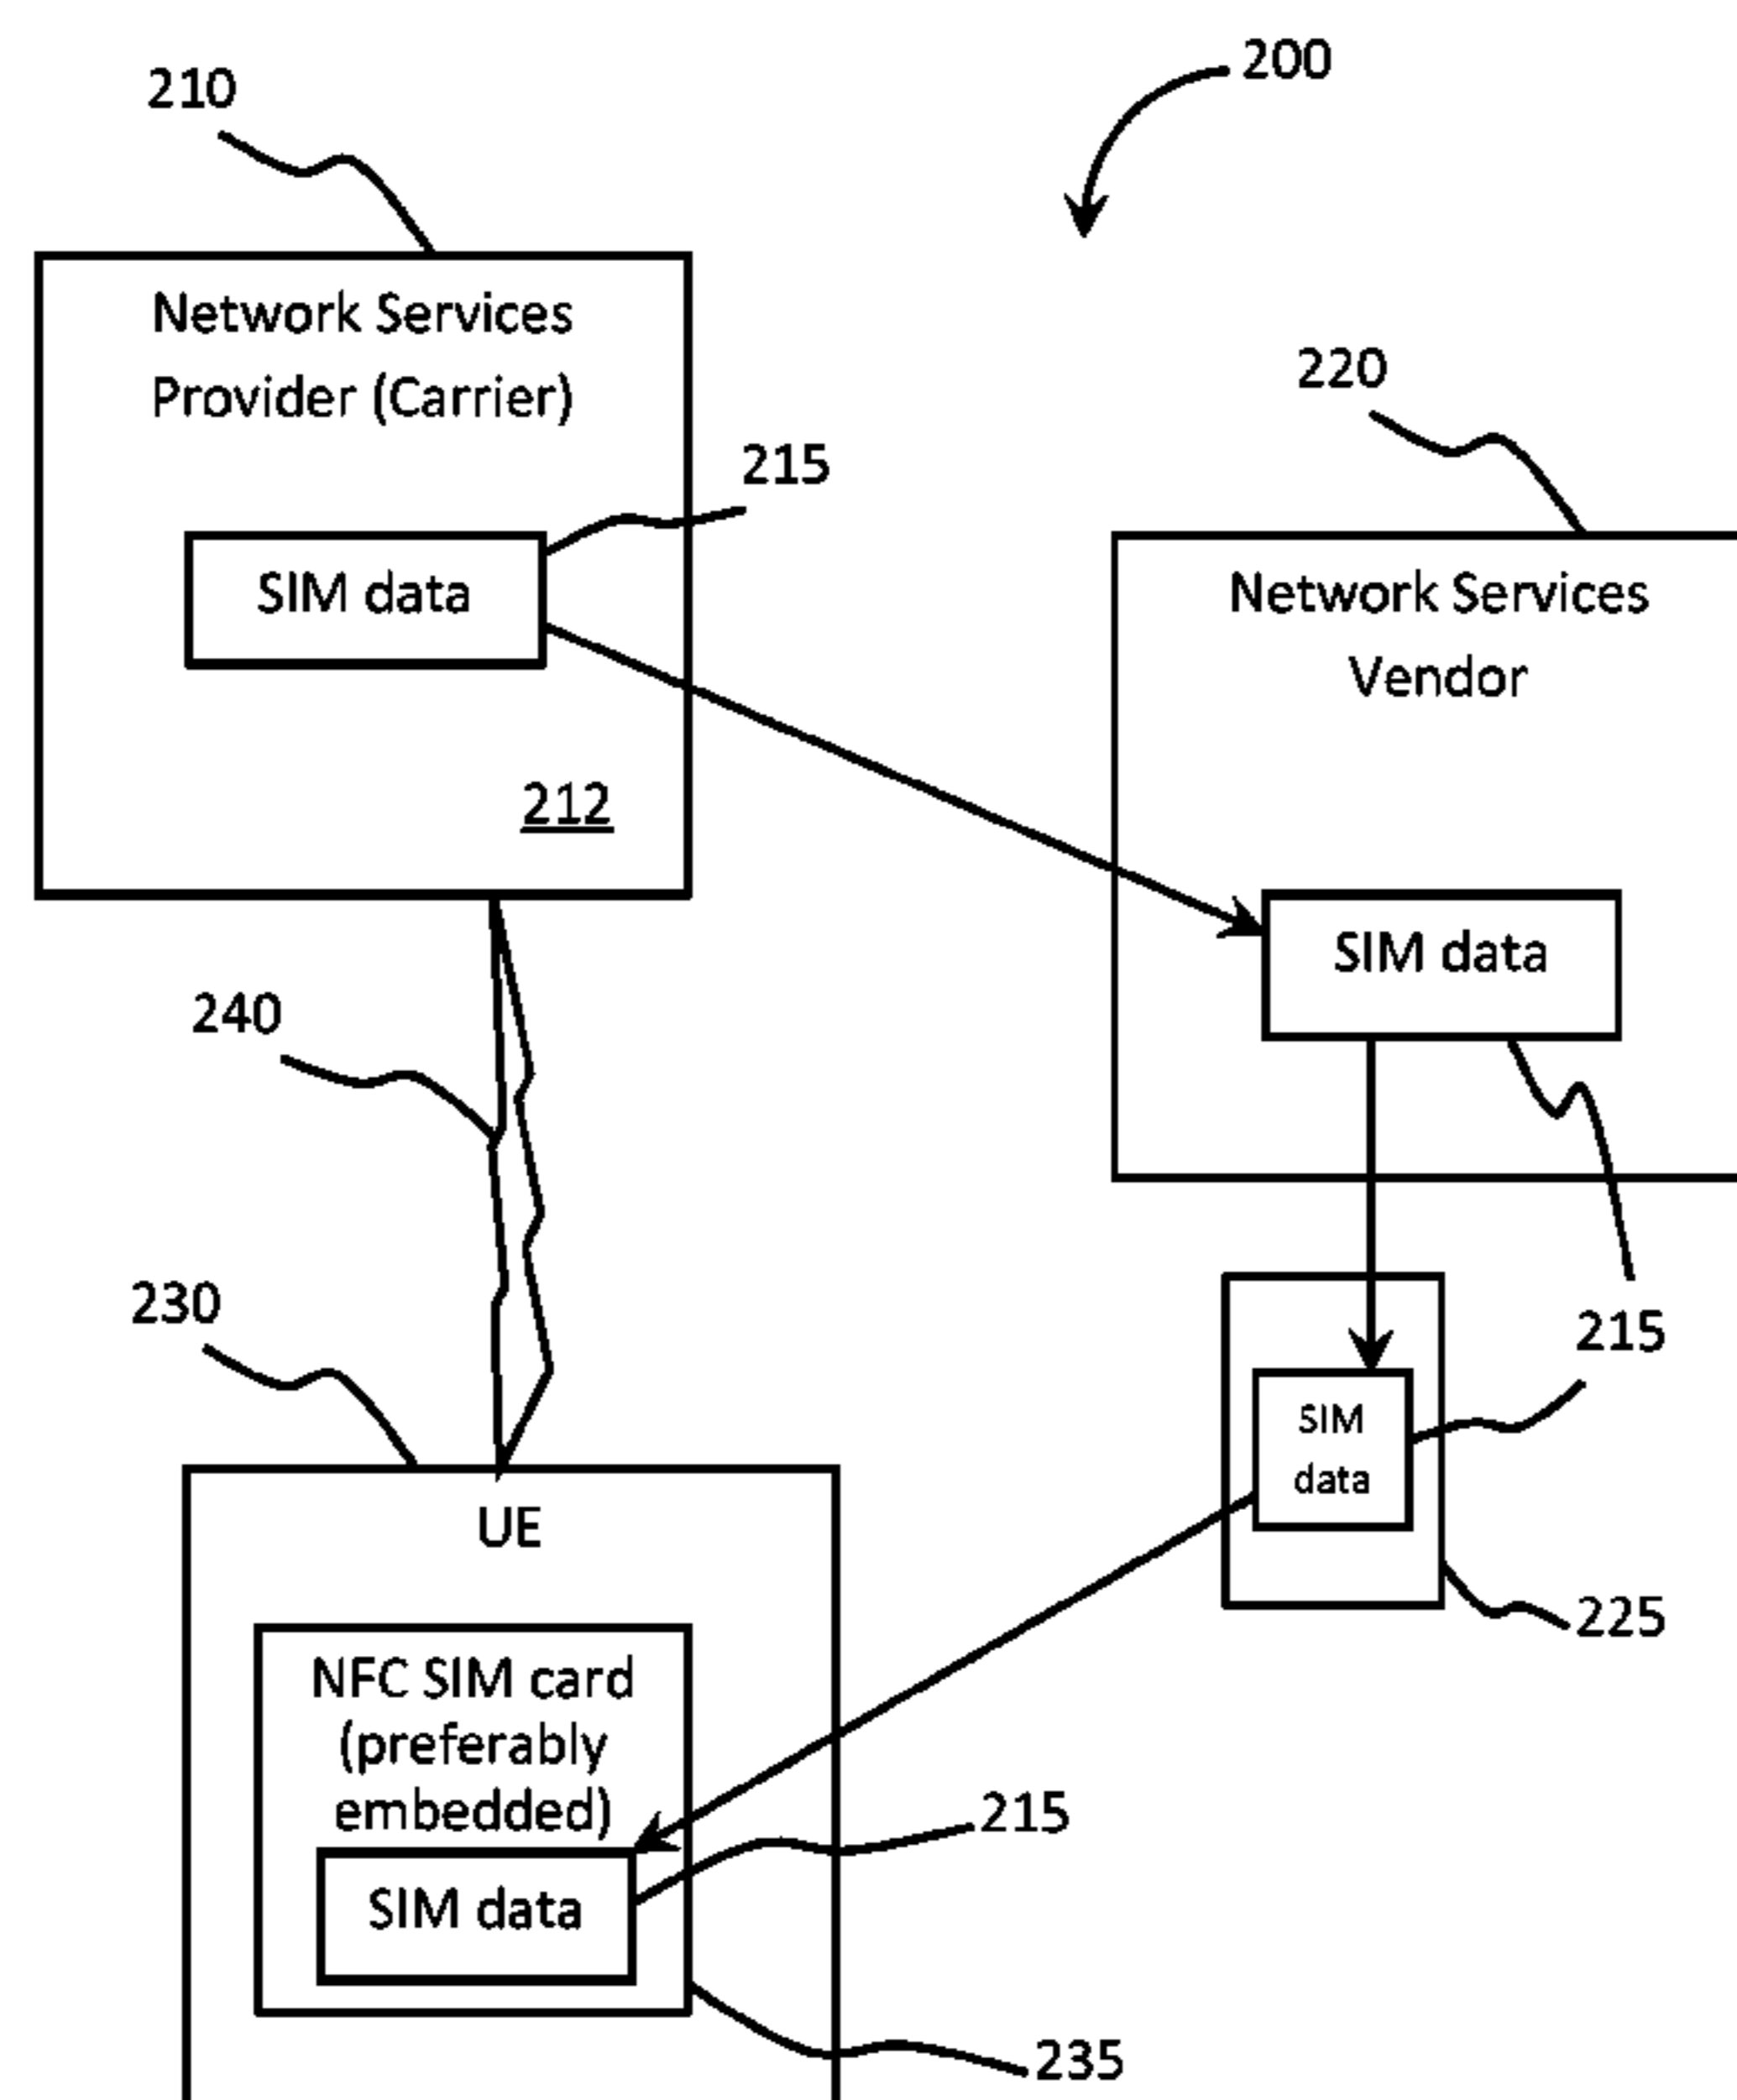 200
210
Network Services
Provider (Carrier)
220
215
SIM data
Network Services
Vendor
212
SIM data
240
230
215
SIM
data
UE
225
NFC SIM card
(preferably
embedded)
215
SIM data
235